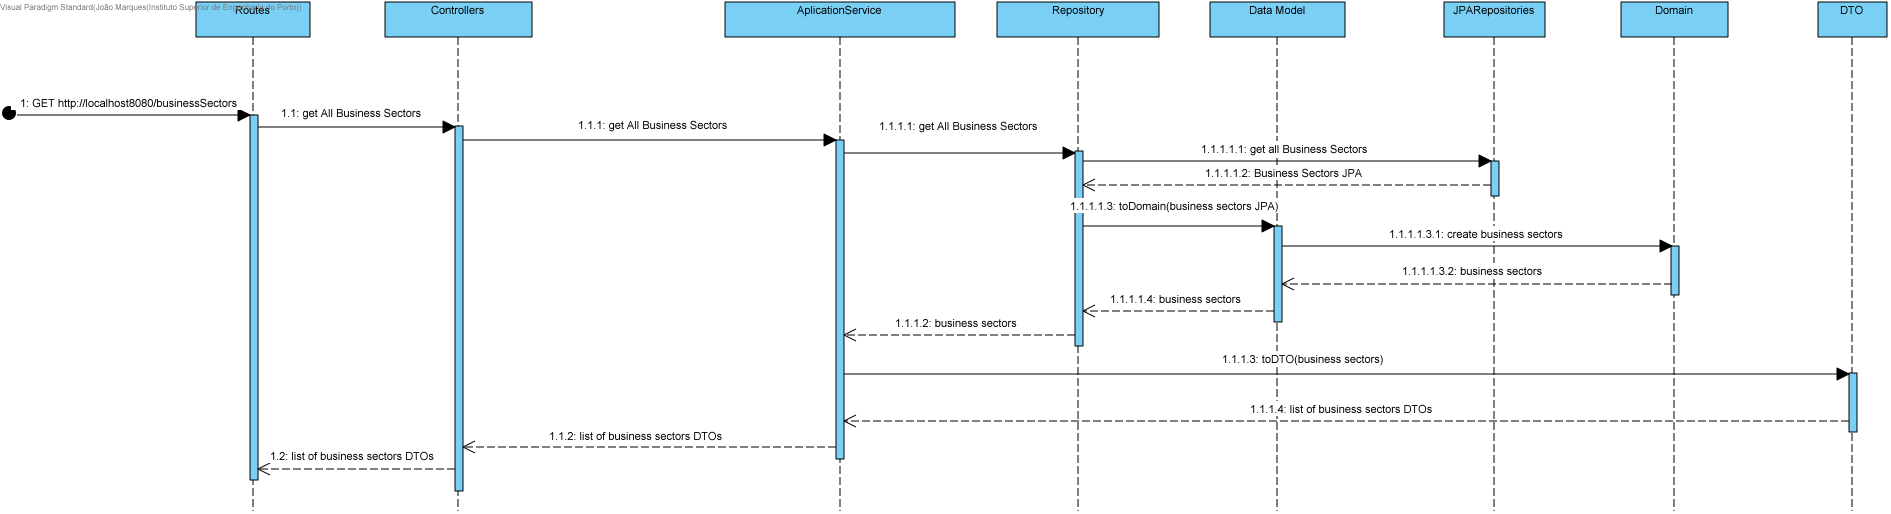 Visual Paradigm Standard(João Marques(Instituto Superior de Engenharia do Porto))
Routes
Controllers
AplicationService
Repository
Data Model
JPARepositories
Domain
DTO
1: GET http://localhost8080/businessSectors
1.1: get All Business Sectors
1.1.1: get All Business Sectors
1.1.1.1: get All Business Sectors
1.1.1.1.1: get all Business Sectors
1.1.1.1.2: Business Sectors JPA
1.1.1.1.3: toDomain(business sectors JPA)
1.1.1.1.3.1: create business sectors
1.1.1.1.3.2: business sectors
1.1.1.1.4: business sectors
1.1.1.2: business sectors
1.1.1.3: toDTO(business sectors)
1.1.1.4: list of business sectors DTOs
1.1.2: list of business sectors DTOs
1.2: list of business sectors DTOs